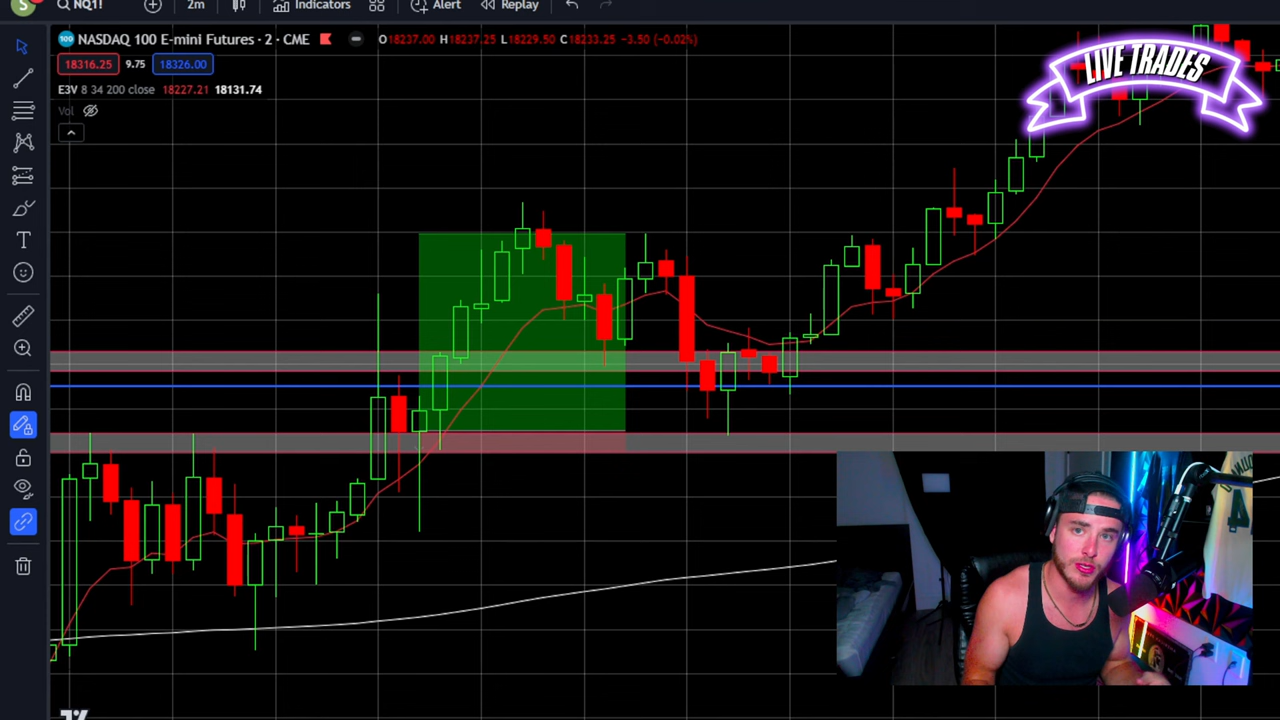 S NQ1! 2m Indicators Alert Replay
100 NASDAQ 100 E-mini Futures · 2 · CME O18237.00 H18237.25 L18229.50 C18233.25 −3.50 (−0.02%)
LIVE TRADES
18316.25 9.75 18326.00
E3V 8 34 200 close 18227.21 18131.74
Vol
T
4